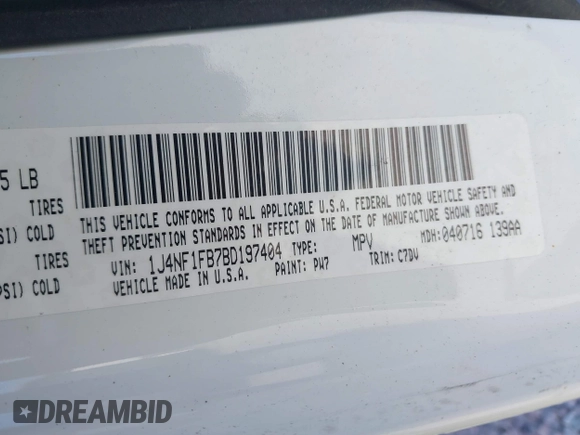 5 LB
TIRES
SI) COLD
TIRES
PSI) COLD
THIS VEHICLE CONFORMS TO ALL APPLICABLE U.S.A. FEDERAL MOTOR VEHICLE SAFETY AND
THEFT PREVENTION STANDARDS IN EFFECT ON THE DATE OF MANUFACTURE SHOWN ABOVE.
VIN: 1J4NF1FB7BD197404 TYPE: MPV MDH: 040716 139AA
VEHICLE MADE IN U.S.A. PAINT: PW7 TRIM: C7DV
DREAMBID